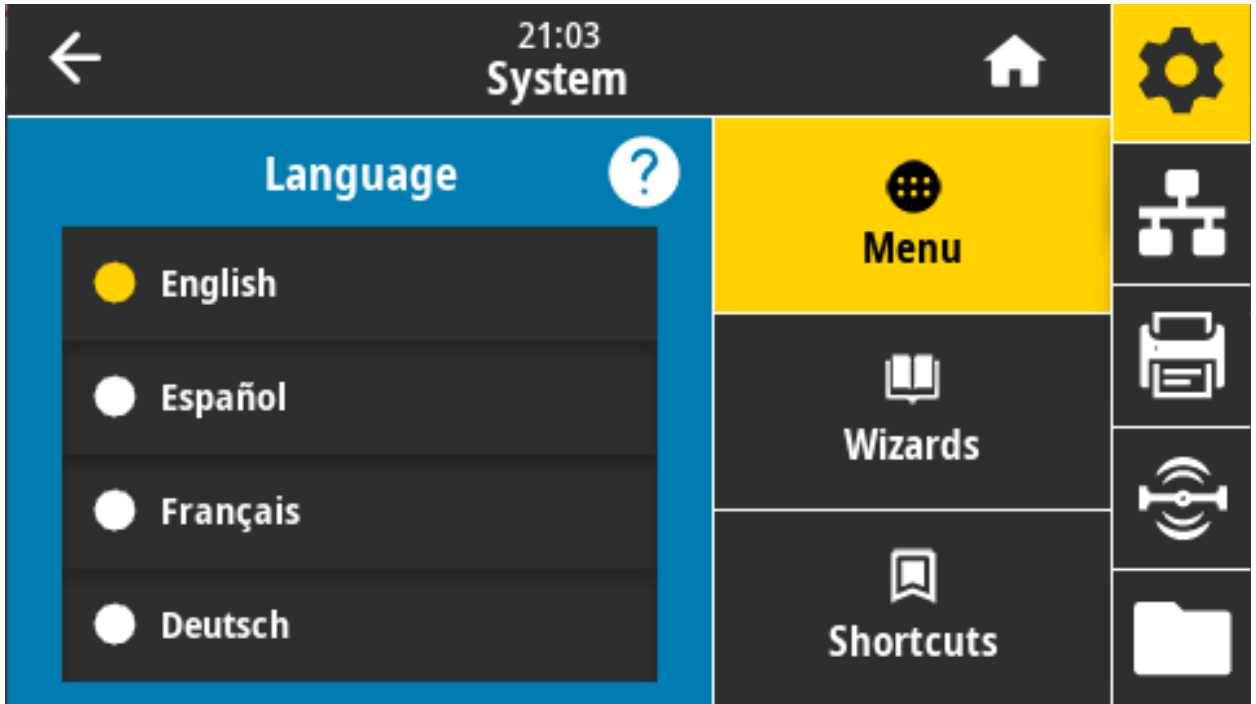 21:03
System
Language
?
English
Español
Français
Deutsch
Menu
Wizards
Shortcuts